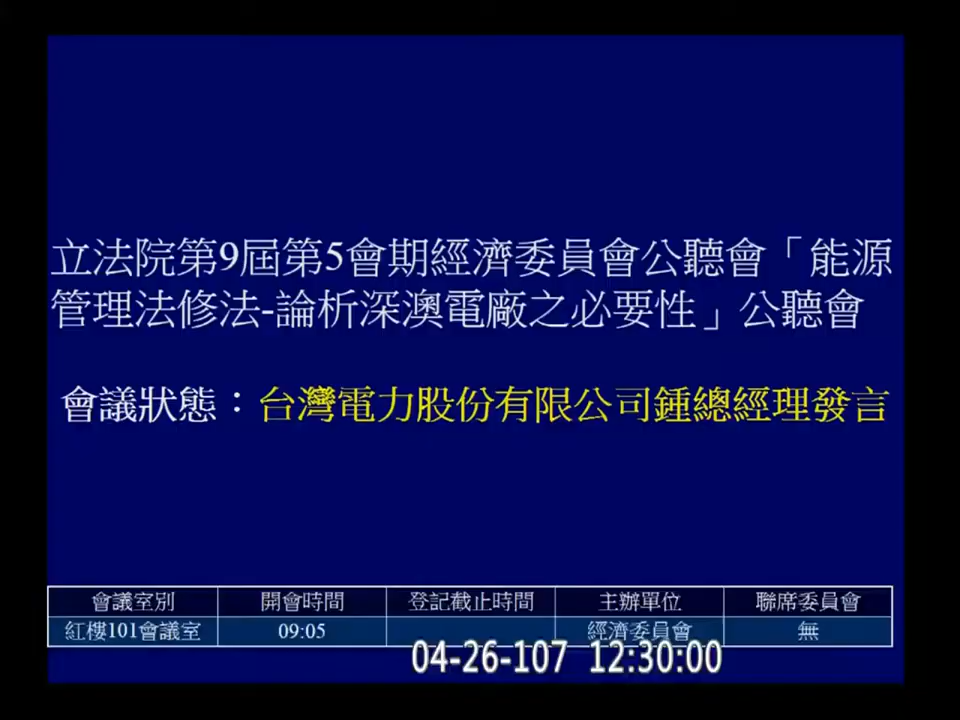 立法院第9屆第5會期經濟委員會公聽會「能源
管理法修法-論析深澳電廠之必要性」公聽會
會議狀態：台灣電力股份有限公司鍾總經理發言
會議室別 開會時間 登記截止時間 主辦單位 聯席委員會
紅樓101會議室 09:05 經濟委員會 無
04-26-107 12:30:00